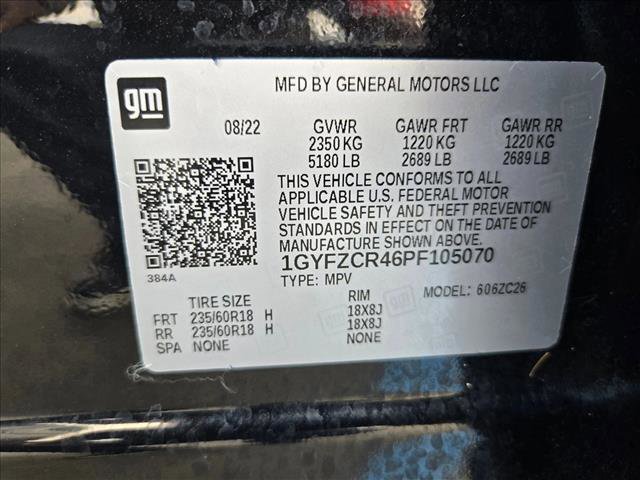 gm
MFD BY GENERAL MOTORS LLC
08/22 GVWR GAWR FRT GAWR RR
2350 KG 1220 KG 1220 KG
5180 LB 2689 LB 2689 LB
THIS VEHICLE CONFORMS TO ALL
APPLICABLE U.S. FEDERAL MOTOR
VEHICLE SAFETY AND THEFT PREVENTION
STANDARDS IN EFFECT ON THE DATE OF
MANUFACTURE SHOWN ABOVE.
384A
1GYFZCR46PF105070
TYPE: MPV MODEL: 606ZC26
TIRE SIZE RIM
FRT 235/60R18 H 18X8J
RR 235/60R18 H 18X8J
SPA NONE NONE